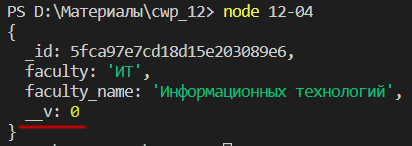 PS D:\Материалы\cwp_12> node 12-04
{
  _id: 5fca97e7cd18d15e203089e6,
  faculty: 'ИТ',
  faculty_name: 'Информационных технологий',
  __v: 0
}